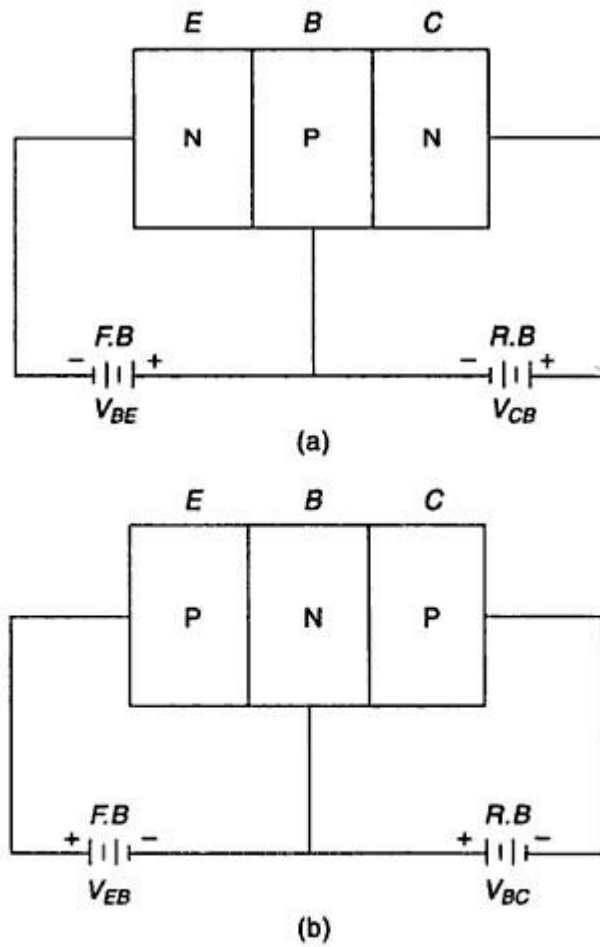 E B C
N P N
F.B R.B
– + – +
V_BE V_CB
(a)
E B C
P N P
F.B R.B
+ – + –
V_EB V_BC
(b)